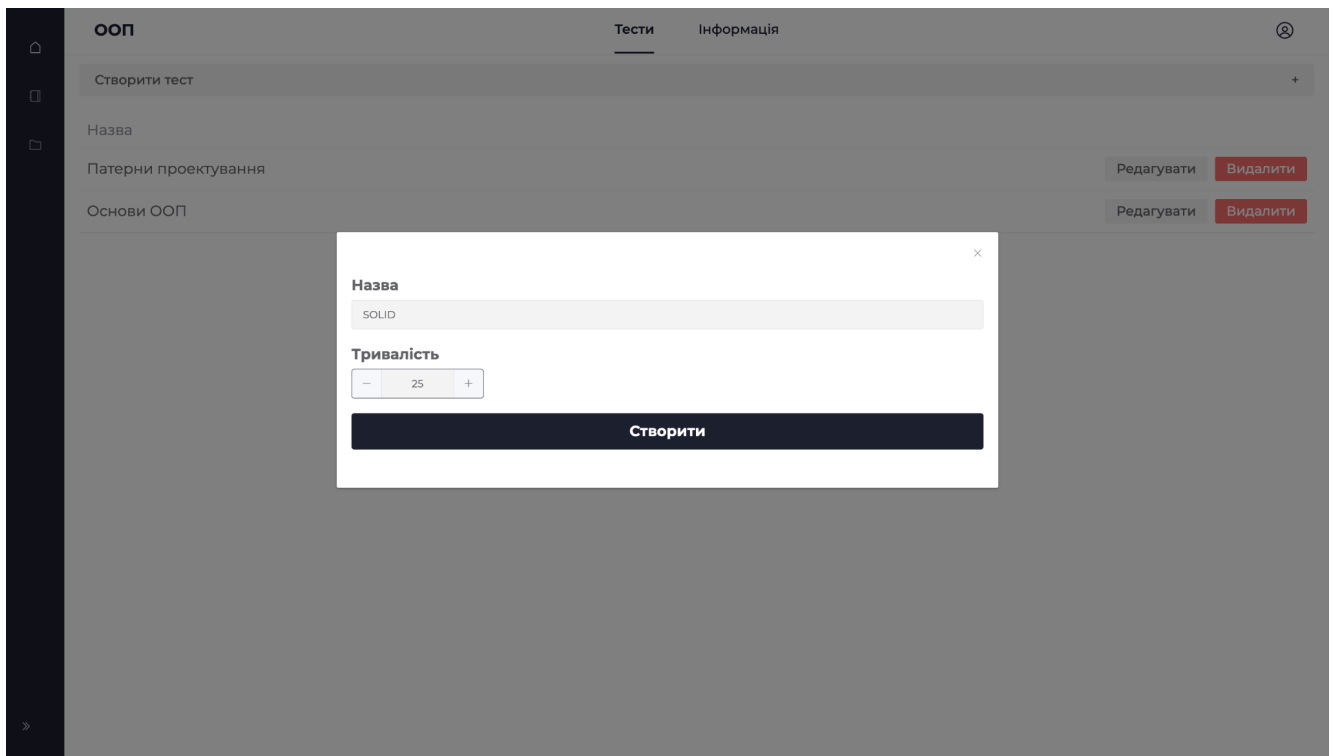 ООП
Тести
Інформація
Створити тест +
Назва
Патерни проектування
Редагувати
Видалити
Основи ООП
Редагувати
Видалити
Назва
SOLID
Тривалість
− 25 +
Створити